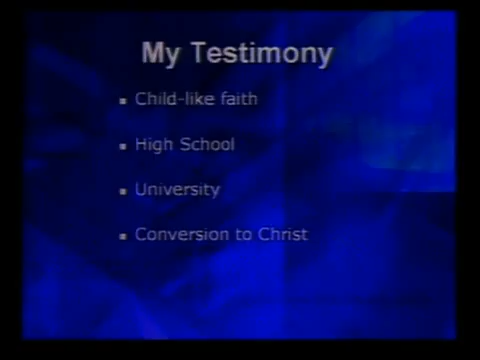 My Testimony
▪ Child-like faith
▪ High School
▪ University
▪ Conversion to Christ